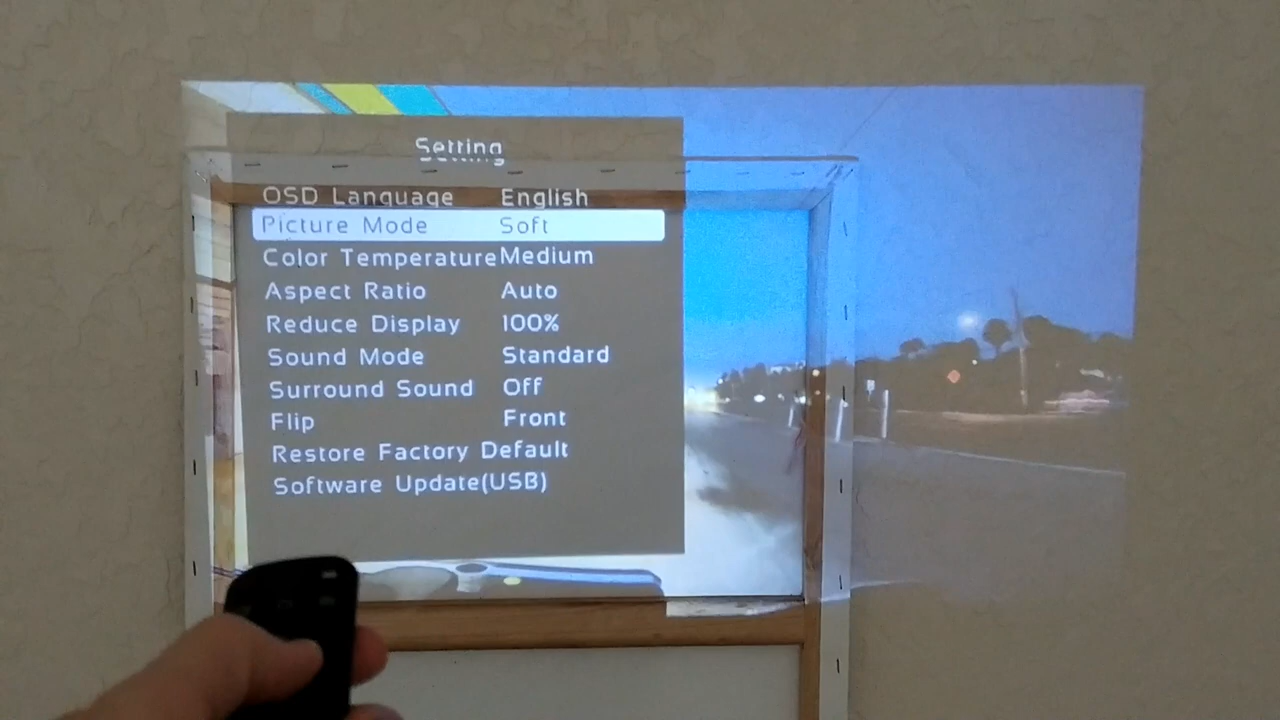 Setting
OSD Language English
Picture Mode Soft
Color Temperature Medium
Aspect Ratio Auto
Reduce Display 100%
Sound Mode Standard
Surround Sound Off
Flip Front
Restore Factory Default
Software Update(USB)